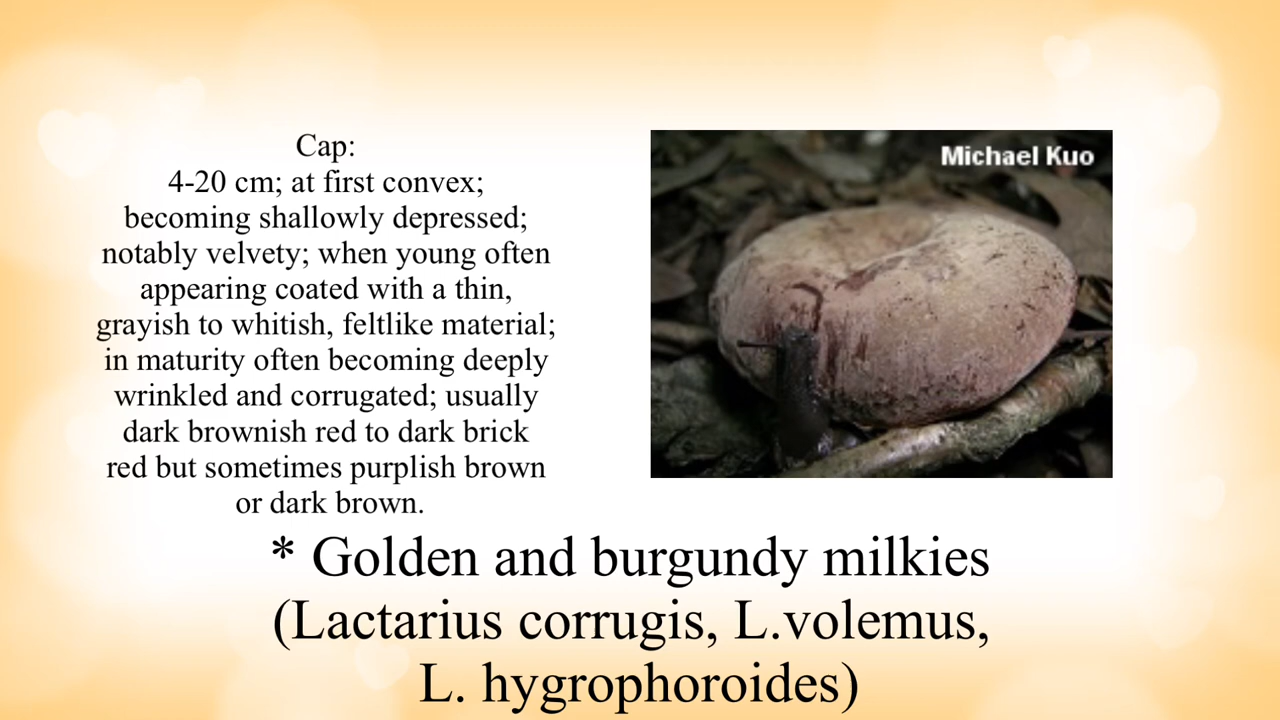 Cap:
4-20 cm; at first convex;
becoming shallowly depressed;
notably velvety; when young often
appearing coated with a thin,
grayish to whitish, feltlike material;
in maturity often becoming deeply
wrinkled and corrugated; usually
dark brownish red to dark brick
red but sometimes purplish brown
or dark brown.
Michael Kuo
* Golden and burgundy milkies
(Lactarius corrugis, L.volemus,
L. hygrophoroides)